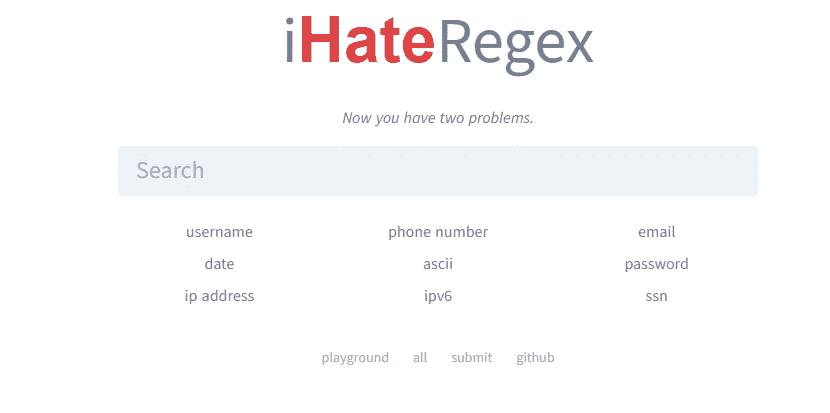 iHateRegex
Now you have two problems.
Search
username phone number email
date ascii password
ip address ipv6 ssn
playground all submit github